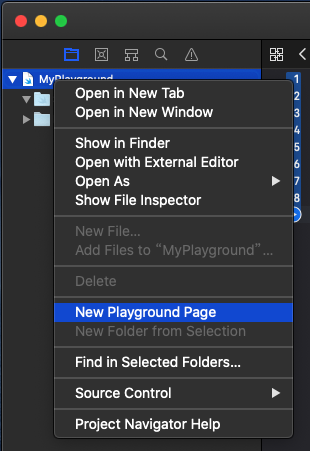 MyPlayground
Open in New Tab
Open in New Window
Show in Finder
Open with External Editor
Open As
Show File Inspector
New File...
Add Files to “MyPlayground”...
Delete
New Playground Page
New Folder from Selection
Find in Selected Folders...
Source Control
Project Navigator Help
1
2
3
4
5
6
7
8